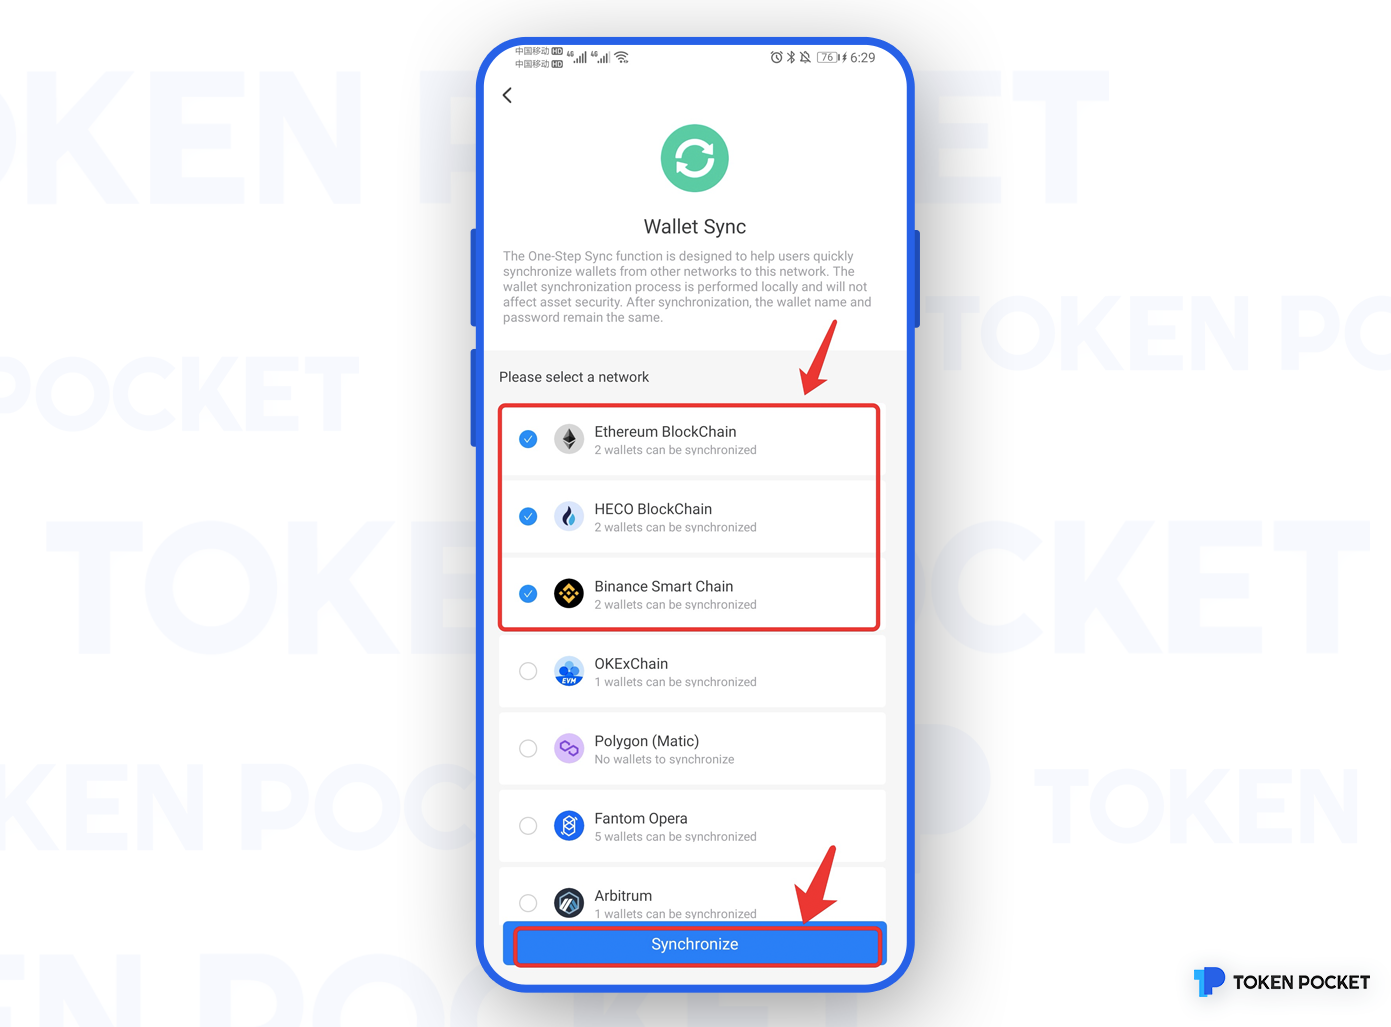 中国移动 HD 4G 4G
中国移动 HD
76 6:29
Wallet Sync
The One-Step Sync function is designed to help users quickly
synchronize wallets from other networks to this network. The
wallet synchronization process is performed locally and will not
affect asset security. After synchronization, the wallet name and
password remain the same.
Please select a network
Ethereum BlockChain
2 wallets can be synchronized
HECO BlockChain
2 wallets can be synchronized
Binance Smart Chain
2 wallets can be synchronized
OKExChain
1 wallets can be synchronized
EVM
Polygon (Matic)
No wallets to synchronize
Fantom Opera
5 wallets can be synchronized
Arbitrum
1 wallets can be synchronized
Synchronize
TOKEN POCKET